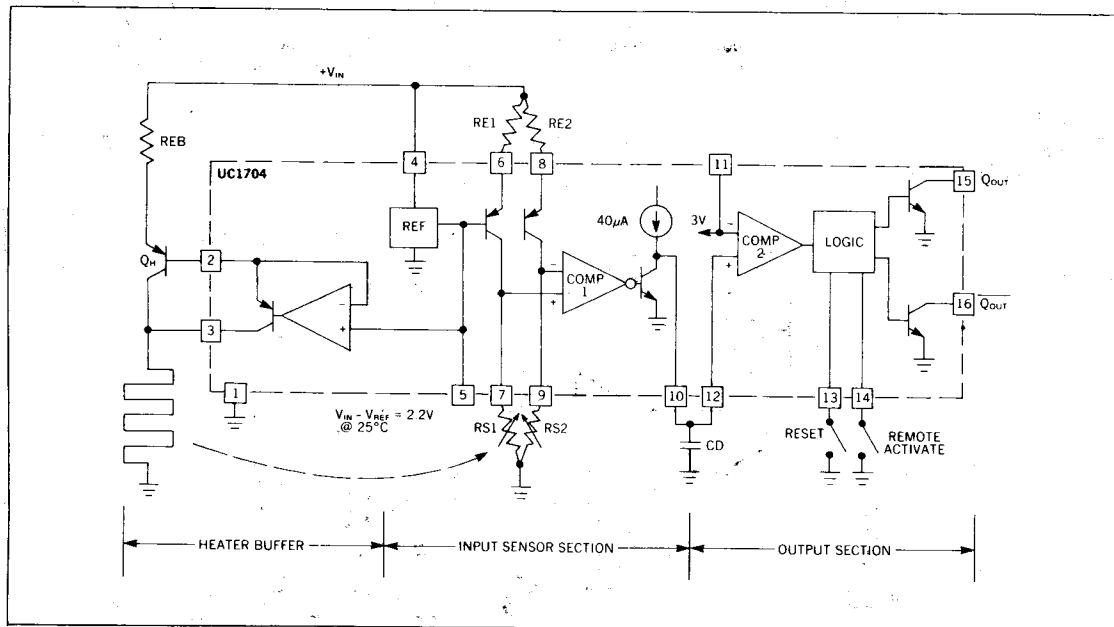 +VIN
REB
RE1
RE2
4
6
8
11
UC1704
15
QOUT
REF
40µA
3V
−
COMP
2
+
LOGIC
QH
2
−
+
−
COMP
1
+
16
QOUT
3
1
5
7
9
10
12
13
14
VIN - VREF = 2.2V
@ 25°C
RS1
RS2
CD
RESET
REMOTE
ACTIVATE
HEATER BUFFER
INPUT SENSOR SECTION
OUTPUT SECTION